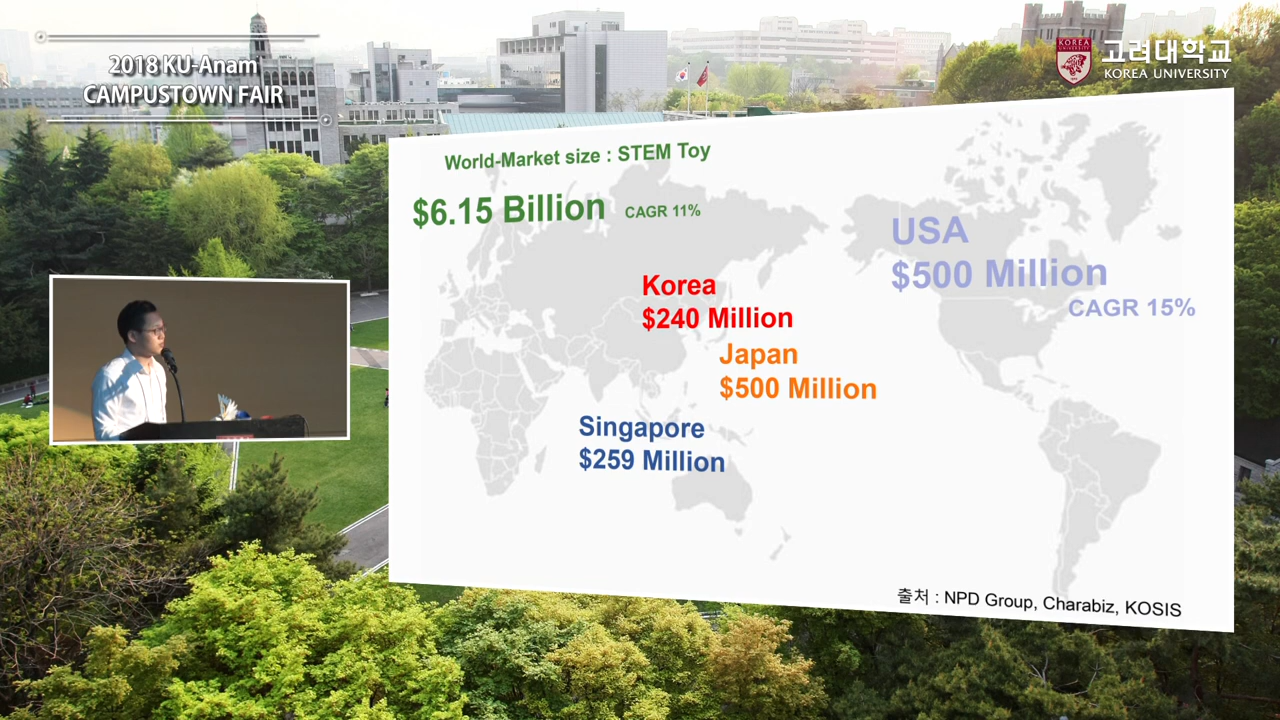 2018 KU-Anam
CAMPUSTOWN FAIR
고려대학교
KOREA UNIVERSITY
World-Market size : STEM Toy
$6.15 Billion CAGR 11%
USA
$500 Million
CAGR 15%
Korea
$240 Million
Japan
$500 Million
Singapore
$259 Million
출처 : NPD Group, Charabiz, KOSIS